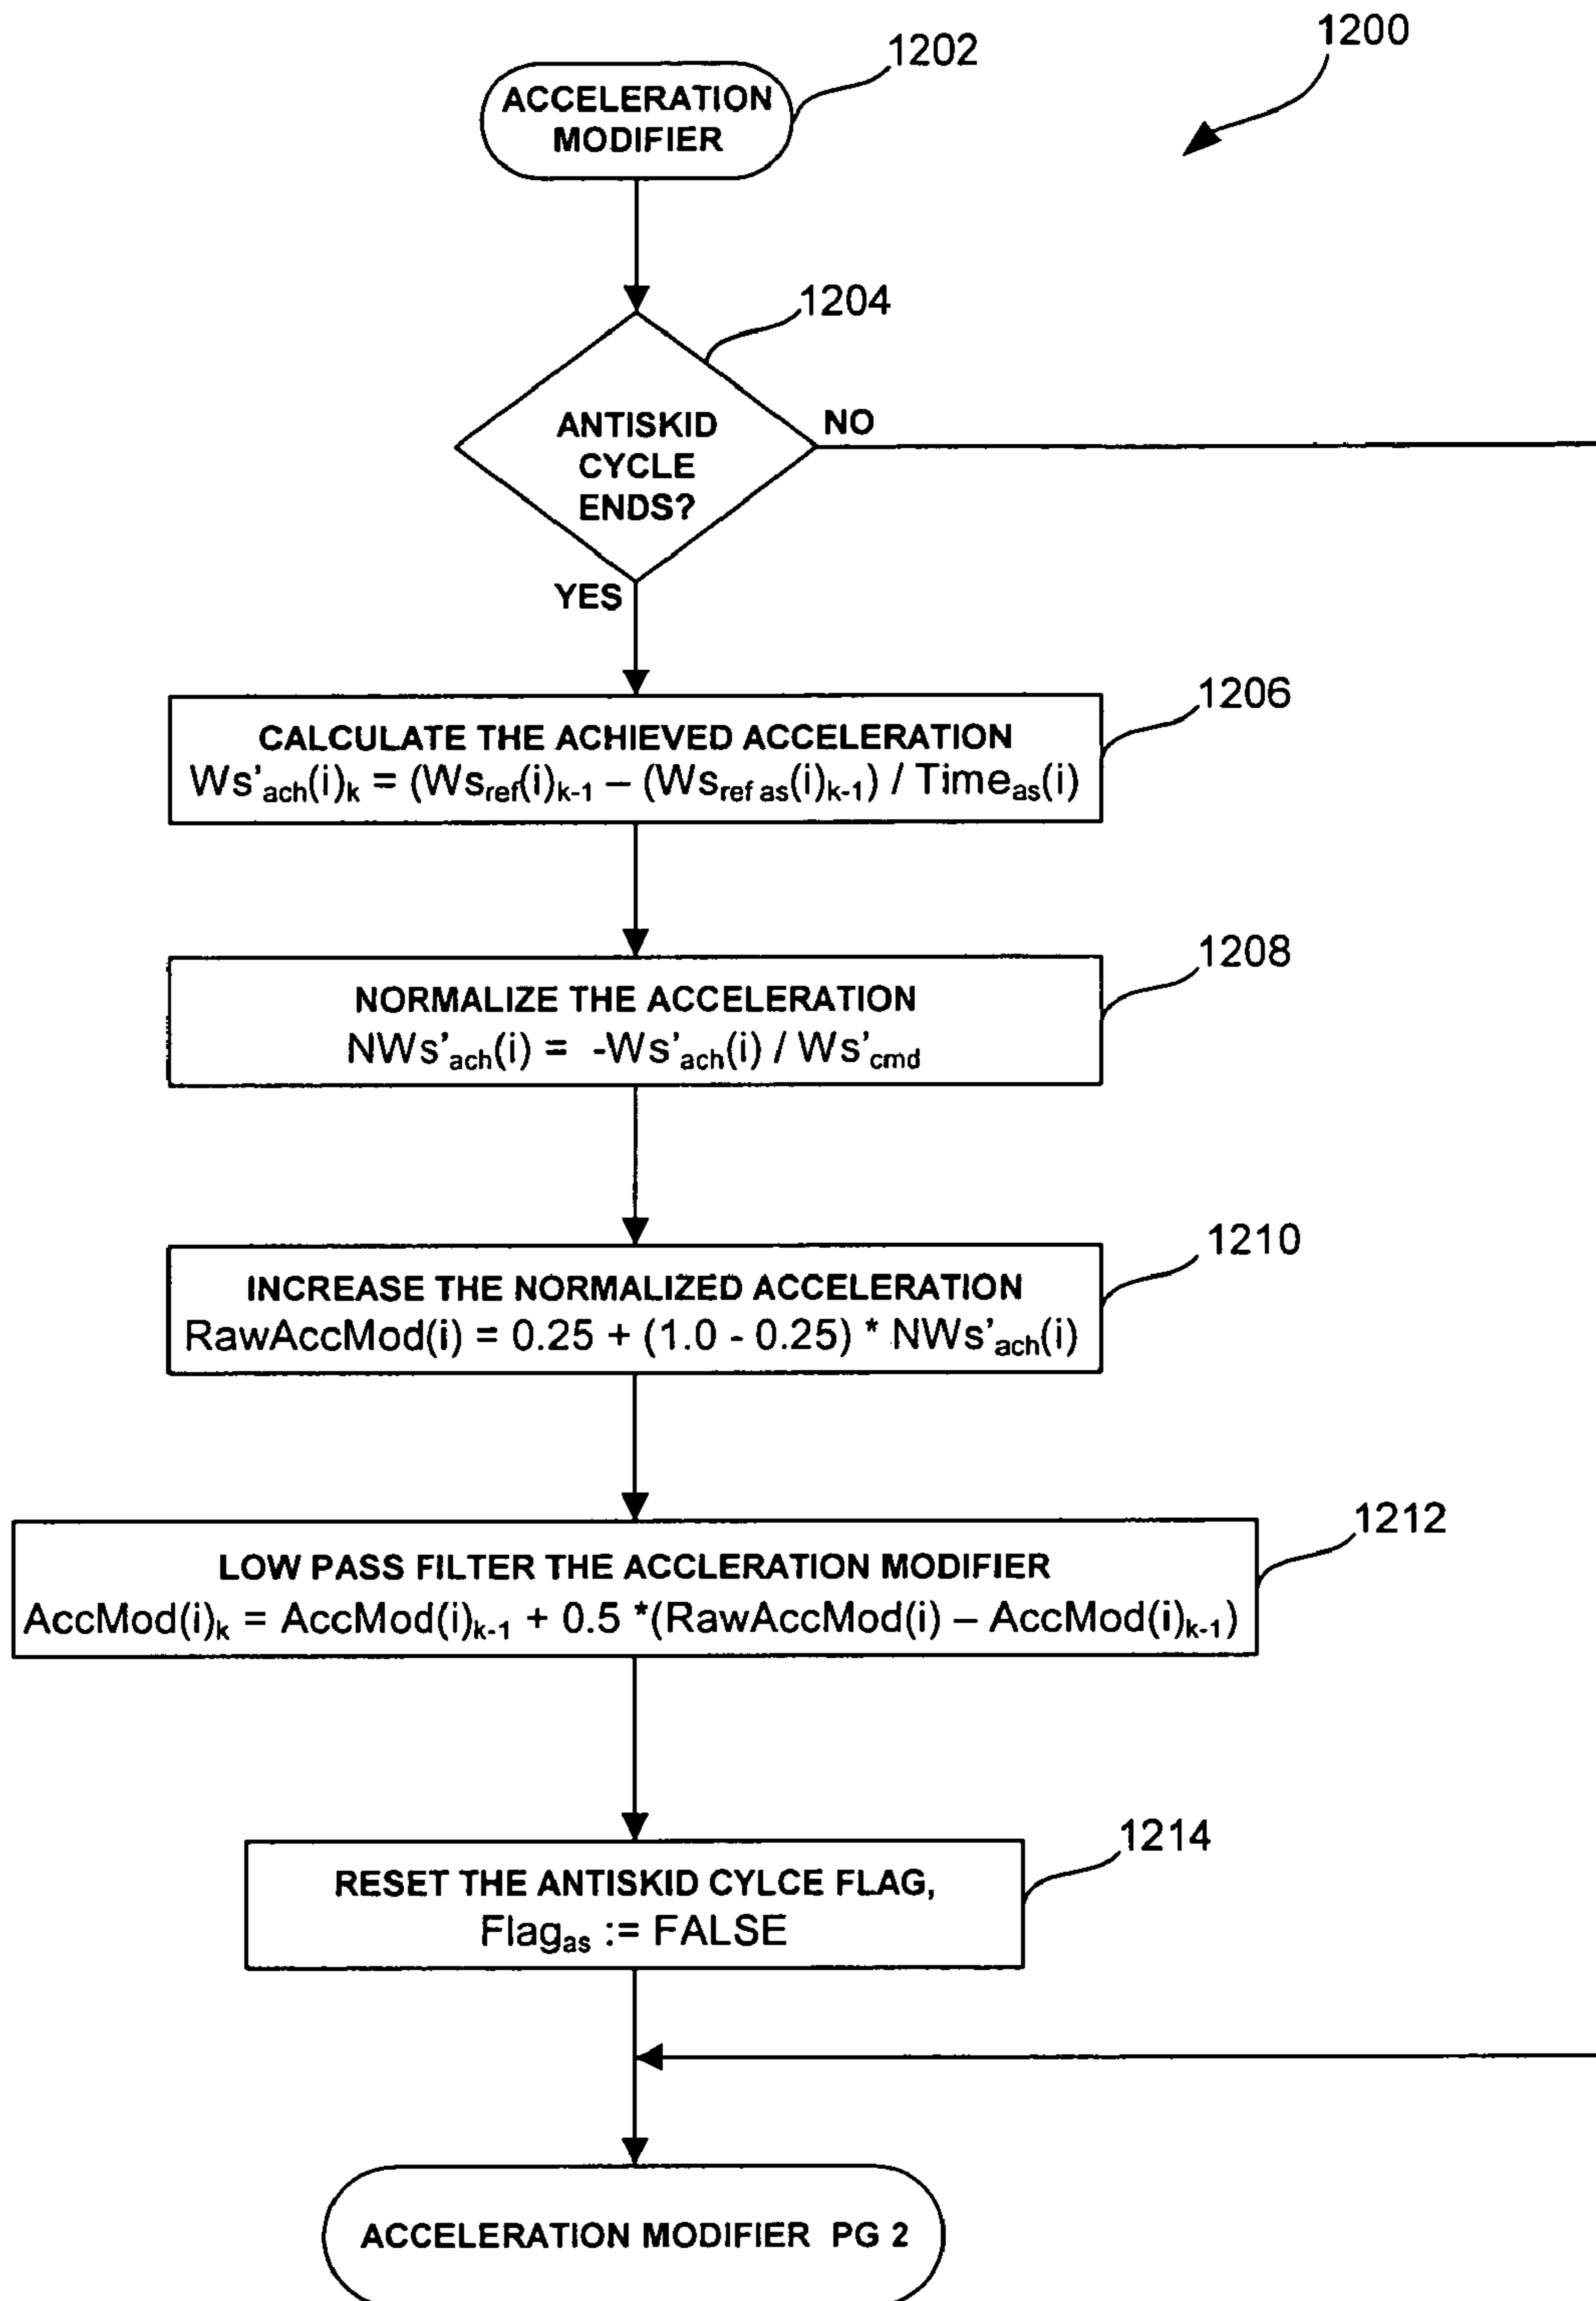 1200
1202
ACCELERATION
MODIFIER
1204
ANTISKID
CYCLE
ENDS?
NO
YES
1206
CALCULATE THE ACHIEVED ACCELERATION
Ws'ach(i)k = (Wsref(i)k-1 – (Wsref as(i)k-1) / Timeas(i)
1208
NORMALIZE THE ACCELERATION
NWs'ach(i) = -Ws'ach(i) / Ws'cmd
1210
INCREASE THE NORMALIZED ACCELERATION
RawAccMod(i) = 0.25 + (1.0 - 0.25) * NWs'ach(i)
1212
LOW PASS FILTER THE ACCLERATION MODIFIER
AccMod(i)k = AccMod(i)k-1 + 0.5 *(RawAccMod(i) – AccMod(i)k-1)
1214
RESET THE ANTISKID CYLCE FLAG,
Flagas := FALSE
ACCELERATION MODIFIER PG 2